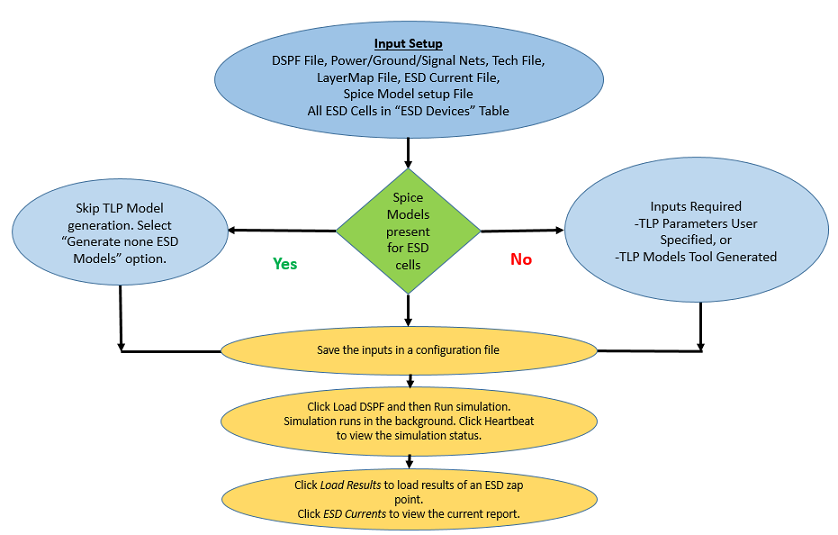 Input Setup
DSPF File, Power/Ground/Signal Nets, Tech File,
LayerMap File, ESD Current File,
Spice Model setup File
All ESD Cells in “ESD Devices” Table
Skip TLP Model
generation. Select
“Generate none ESD
Models” option.
Spice
Models
present
for ESD
cells
Inputs Required
-TLP Parameters User
Specified, or
-TLP Models Tool Generated
Yes
No
Save the inputs in a configuration file
Click Load DSPF and then Run simulation.
Simulation runs in the background. Click Heartbeat
to view the simulation status.
Click Load Results to load results of an ESD zap
point.
Click ESD Currents to view the current report.